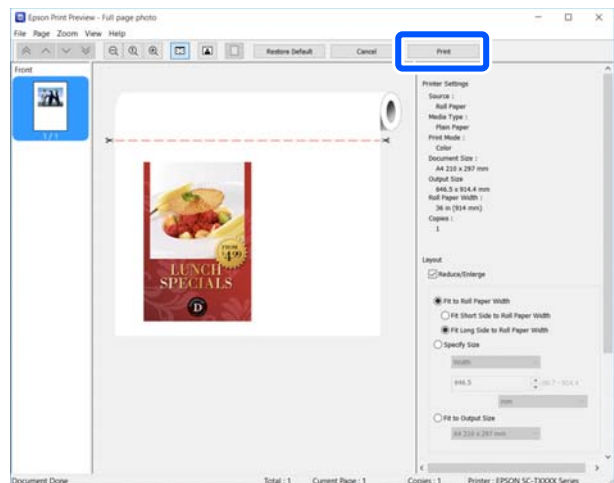 Epson Print Preview - Full page photo
File Page Zoom View Help
Restore Default Cancel Print
Front
1 / 1
Printer Settings
Source :
Roll Paper
Media Type :
Plain Paper
Print Mode :
Color
Document Size :
A4 210 x 297 mm
Output Size
646.5 x 914.4 mm
Roll Paper Width :
36 in (914 mm)
Copies :
1
FROM
$4.99
LUNCH
SPECIALS
D
Layout
Reduce/Enlarge
Fit to Roll Paper Width
Fit Short Side to Roll Paper Width
Fit Long Side to Roll Paper Width
Specify Size
Width
646.5
mm
Fit to Output Size
A4 210 x 297 mm
Document Done Total : 1 Current Page : 1 Copies : 1 Printer : EPSON SC-TXXXX Series